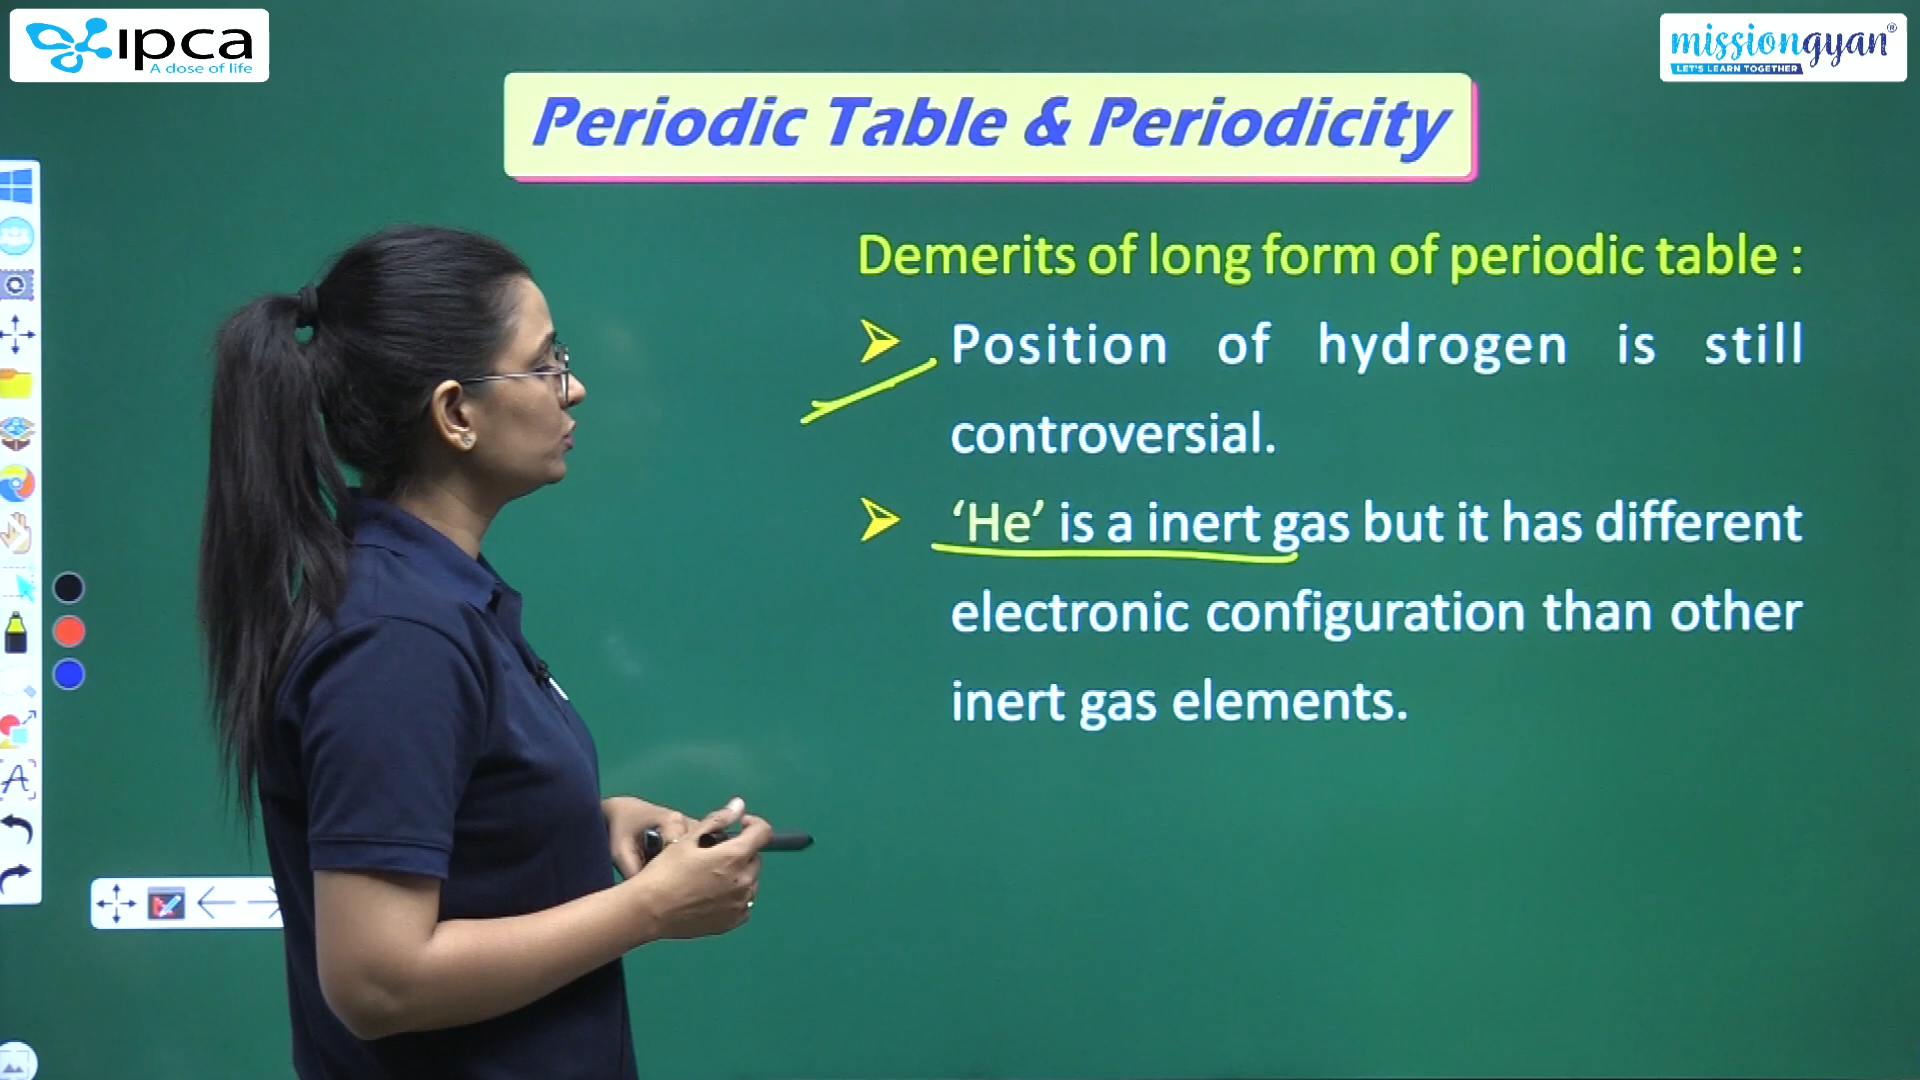 ipca
A dose of life
missiongyan®
LET'S LEARN TOGETHER
Periodic Table & Periodicity
Demerits of long form of periodic table :
Position of hydrogen is still
controversial.
‘He’ is a inert gas but it has different
electronic configuration than other
inert gas elements.